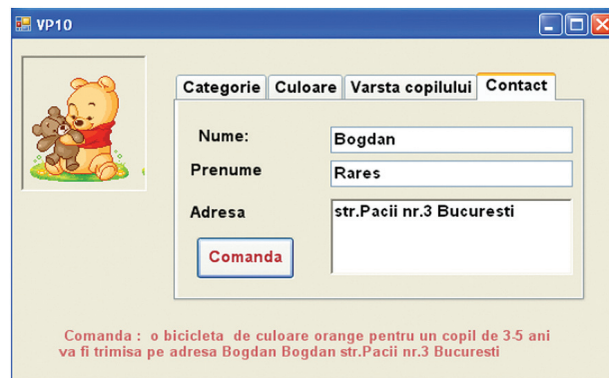 VP10
Categorie Culoare Varsta copilului Contact
Nume: Bogdan
Prenume Rares
Adresa str.Pacii nr.3 Bucuresti
Comanda
Comanda : o bicicleta de culoare orange pentru un copil de 3-5 ani
va fi trimisa pe adresa Bogdan Bogdan str.Pacii nr.3 Bucuresti